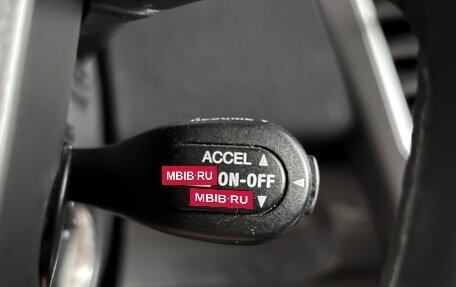 ACCEL ▲
MBIB.RU ON-OFF ◄
MBIB.RU ▼